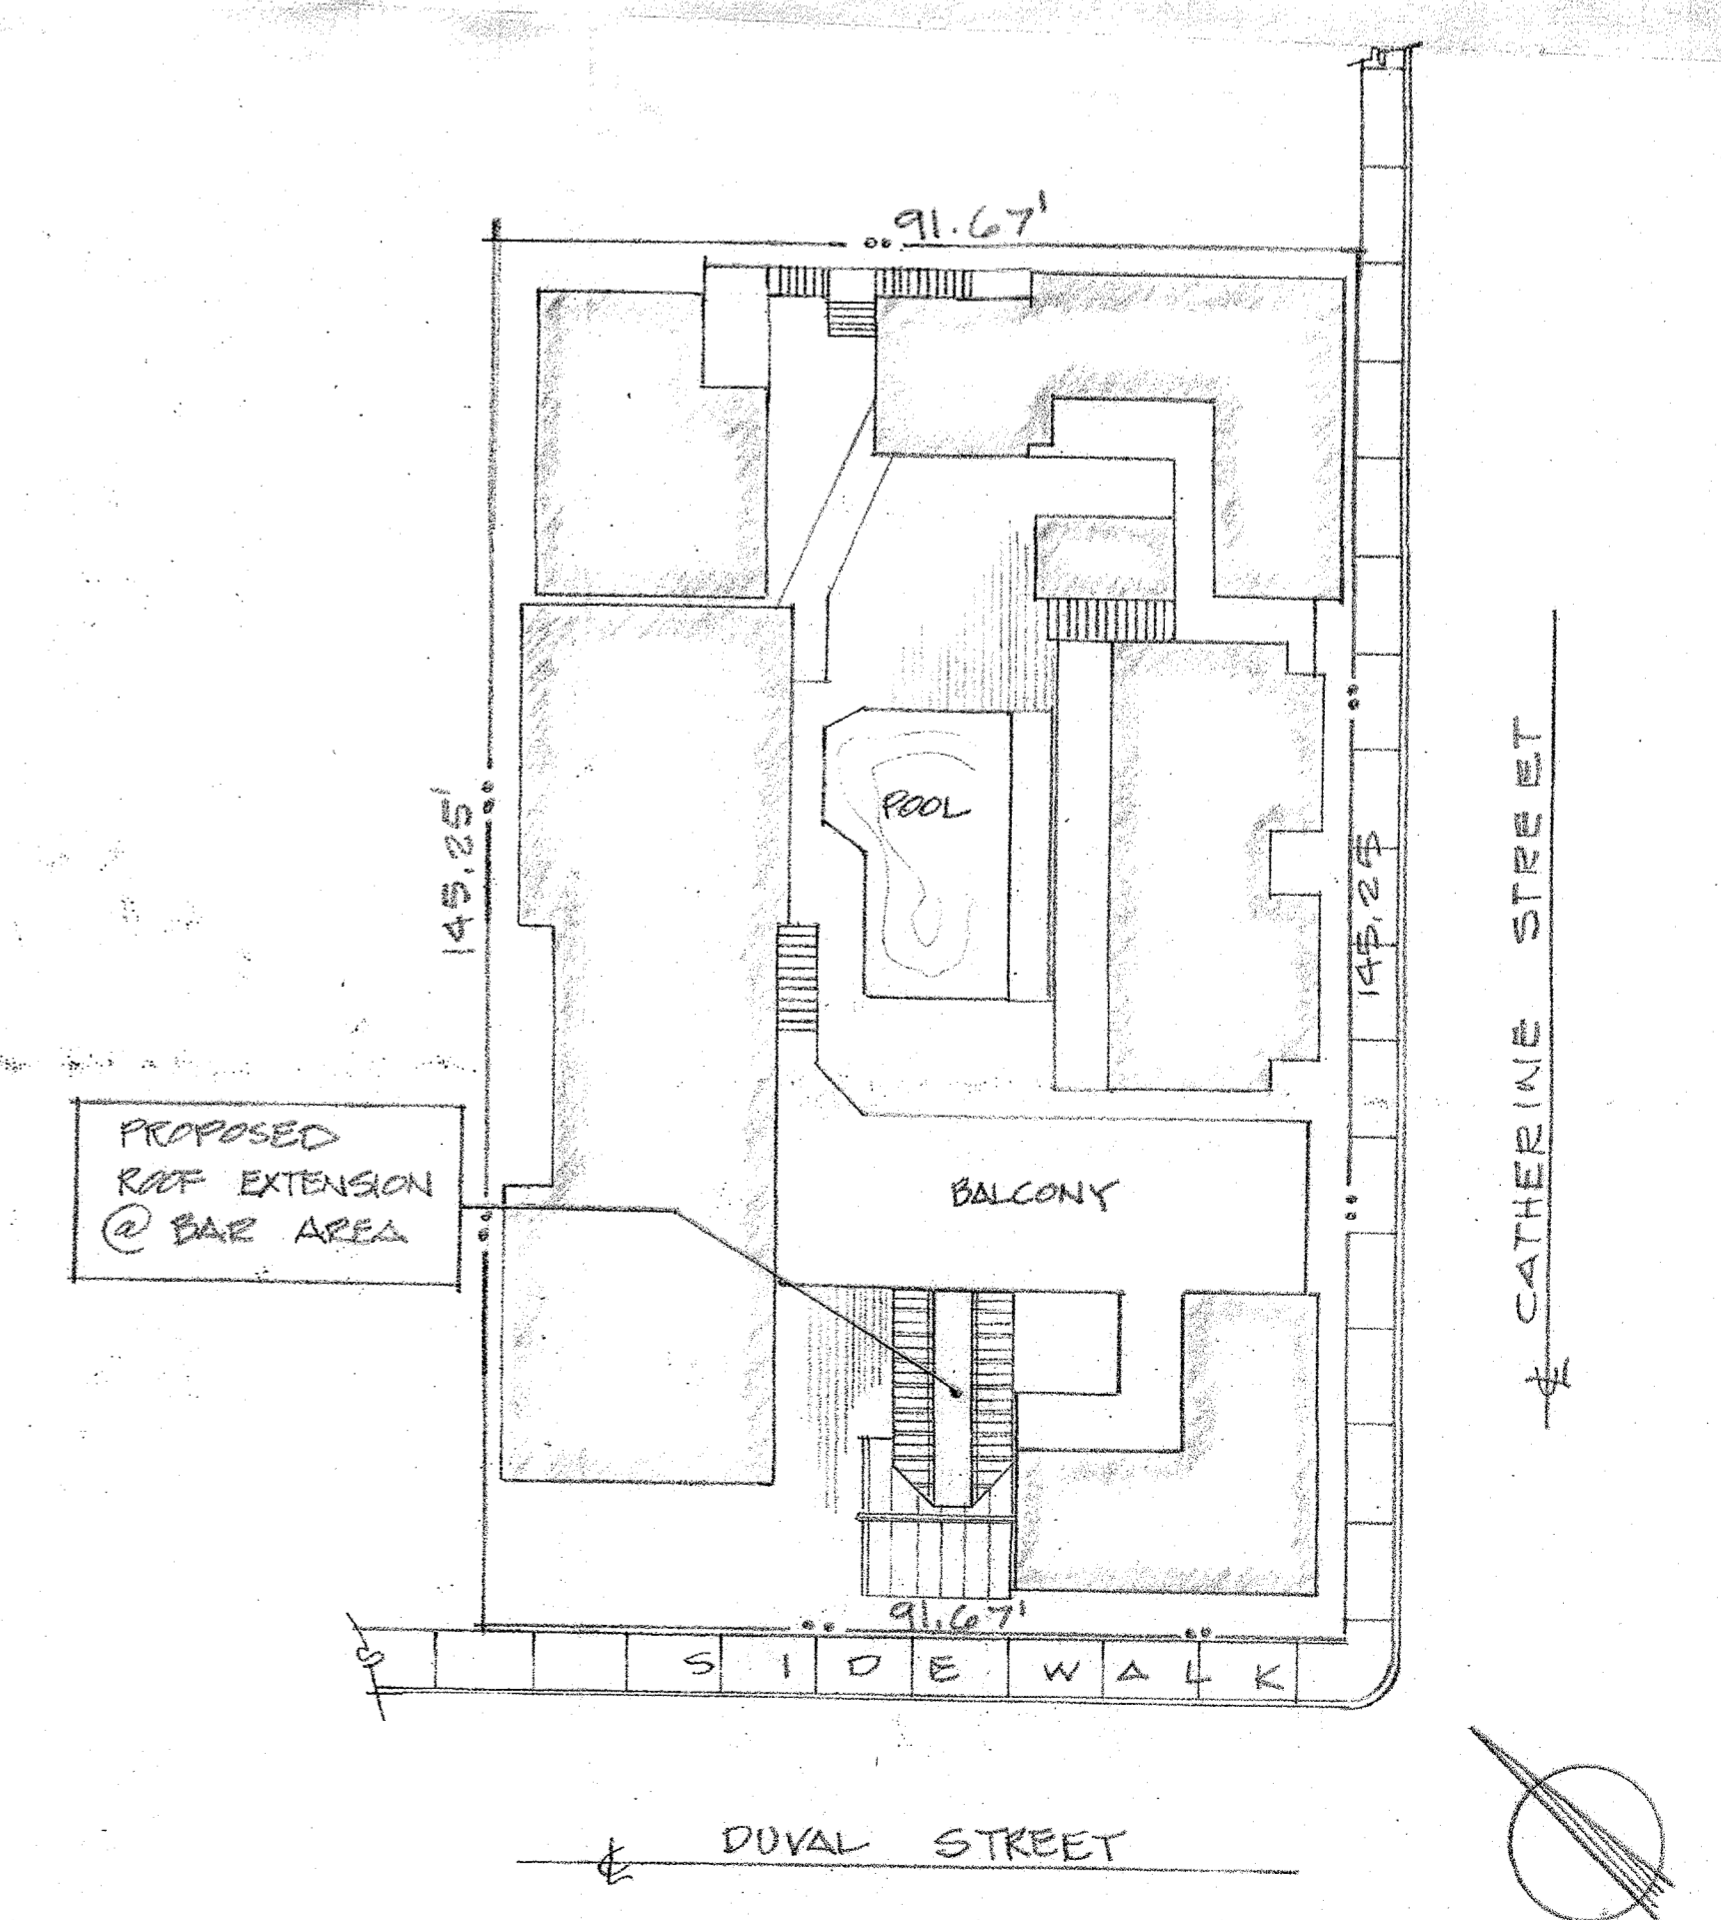 91.67'
POOL
145.25'
145.25
CATHERINE STREET
PROPOSED
ROOF EXTENSION
@ BAR AREA
BALCONY
91.67'
SIDEWALK
DUVAL STREET